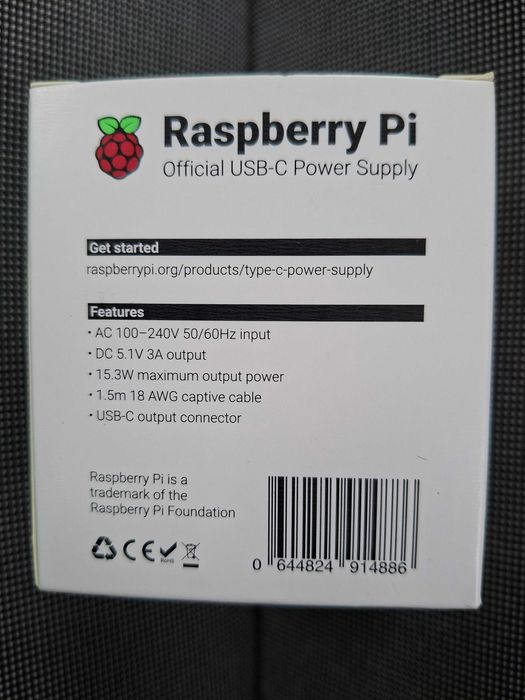 Raspberry Pi
Official USB-C Power Supply
Get started
raspberrypi.org/products/type-c-power-supply
Features
• AC 100–240V 50/60Hz input
• DC 5.1V 3A output
• 15.3W maximum output power
• 1.5m 18 AWG captive cable
• USB-C output connector
Raspberry Pi is a
trademark of the
Raspberry Pi Foundation
CE RoHS
0 644824 914886